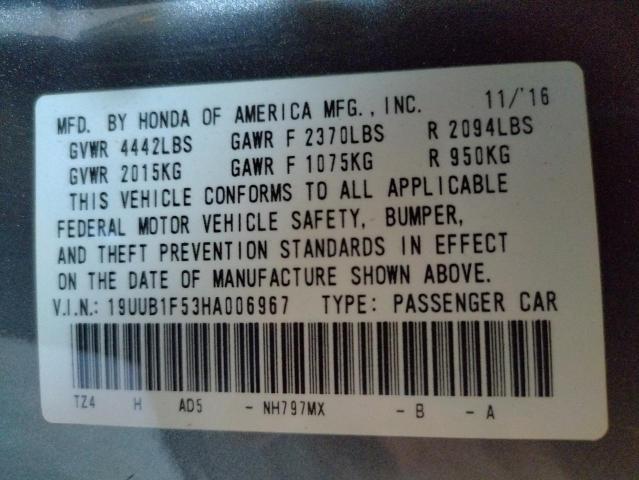 MFD. BY HONDA OF AMERICA MFG., INC. 11/'16
GVWR 4442LBS GAWR F 2370LBS R 2094LBS
GVWR 2015KG GAWR F 1075KG R 950KG
THIS VEHICLE CONFORMS TO ALL APPLICABLE
FEDERAL MOTOR VEHICLE SAFETY, BUMPER,
AND THEFT PREVENTION STANDARDS IN EFFECT
ON THE DATE OF MANUFACTURE SHOWN ABOVE.
V.I.N.: 19UUB1F53HA006967 TYPE: PASSENGER CAR
TZ4 H AD5 - NH797MX - B - A